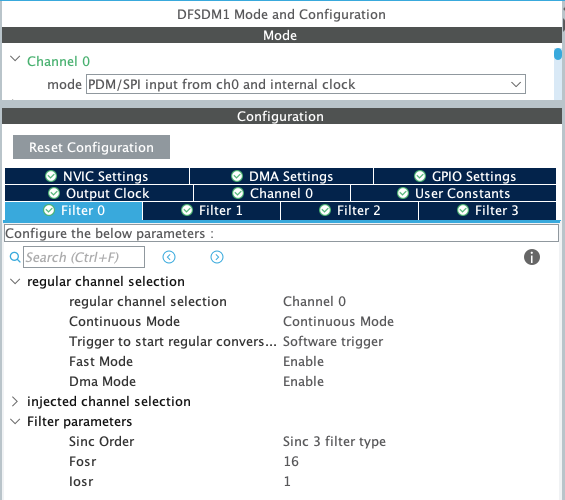 DFSDM1 Mode and Configuration
Mode
Channel 0
mode PDM/SPI input from ch0 and internal clock
Configuration
Reset Configuration
NVIC Settings DMA Settings GPIO Settings
Output Clock Channel 0 User Constants
Filter 0 Filter 1 Filter 2 Filter 3
Configure the below parameters :
Search (Ctrl+F)
regular channel selection
regular channel selection Channel 0
Continuous Mode Continuous Mode
Trigger to start regular convers... Software trigger
Fast Mode Enable
Dma Mode Enable
injected channel selection
Filter parameters
Sinc Order Sinc 3 filter type
Fosr 16
Iosr 1